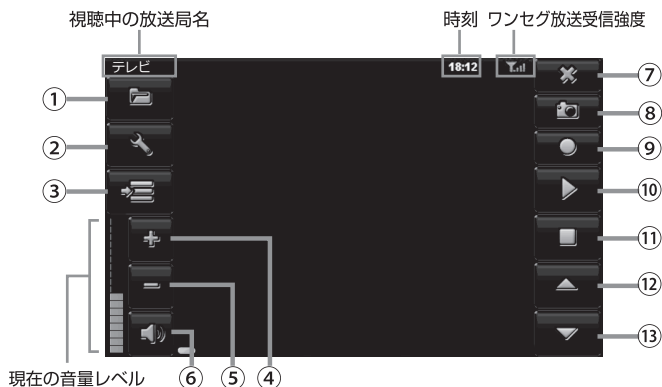 視聴中の放送局名
時刻
ワンセグ放送受信強度
テレビ
18:12
①
②
③
④
⑤
⑥
⑦
⑧
⑨
⑩
⑪
⑫
⑬
現在の音量レベル